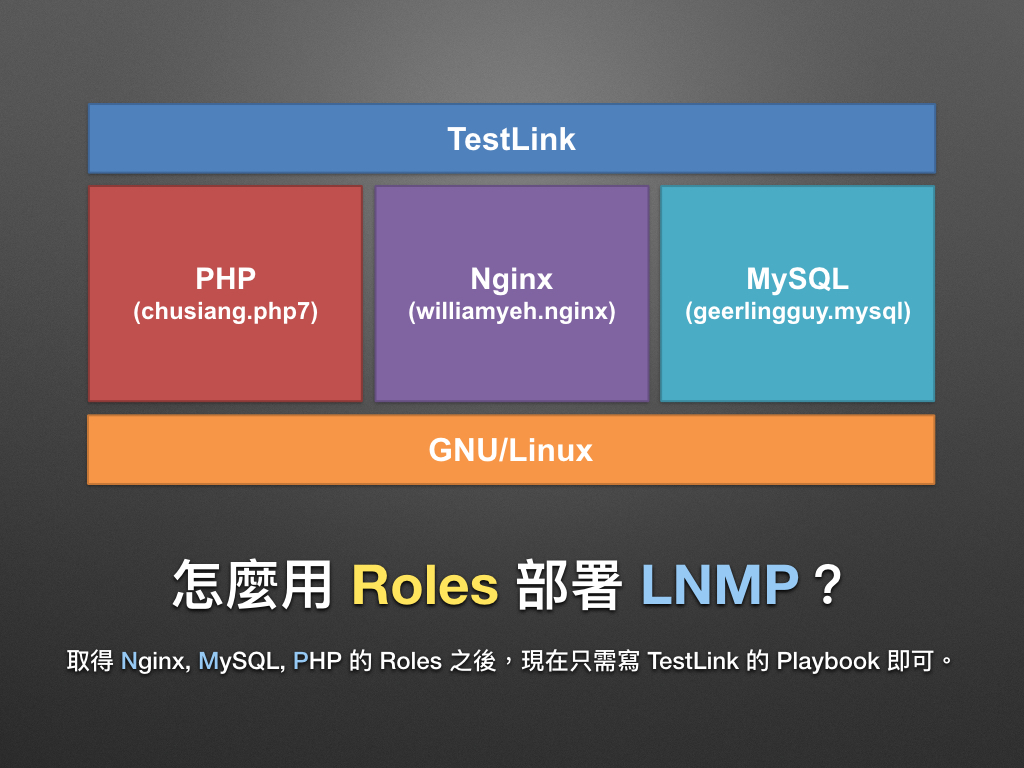 TestLink
PHP
(chusiang.php7)
Nginx
(williamyeh.nginx)
MySQL
(geerlingguy.mysql)
GNU/Linux
怎麼用 Roles 部署 LNMP？
取得 Nginx, MySQL, PHP 的 Roles 之後，現在只需寫 TestLink 的 Playbook 即可。